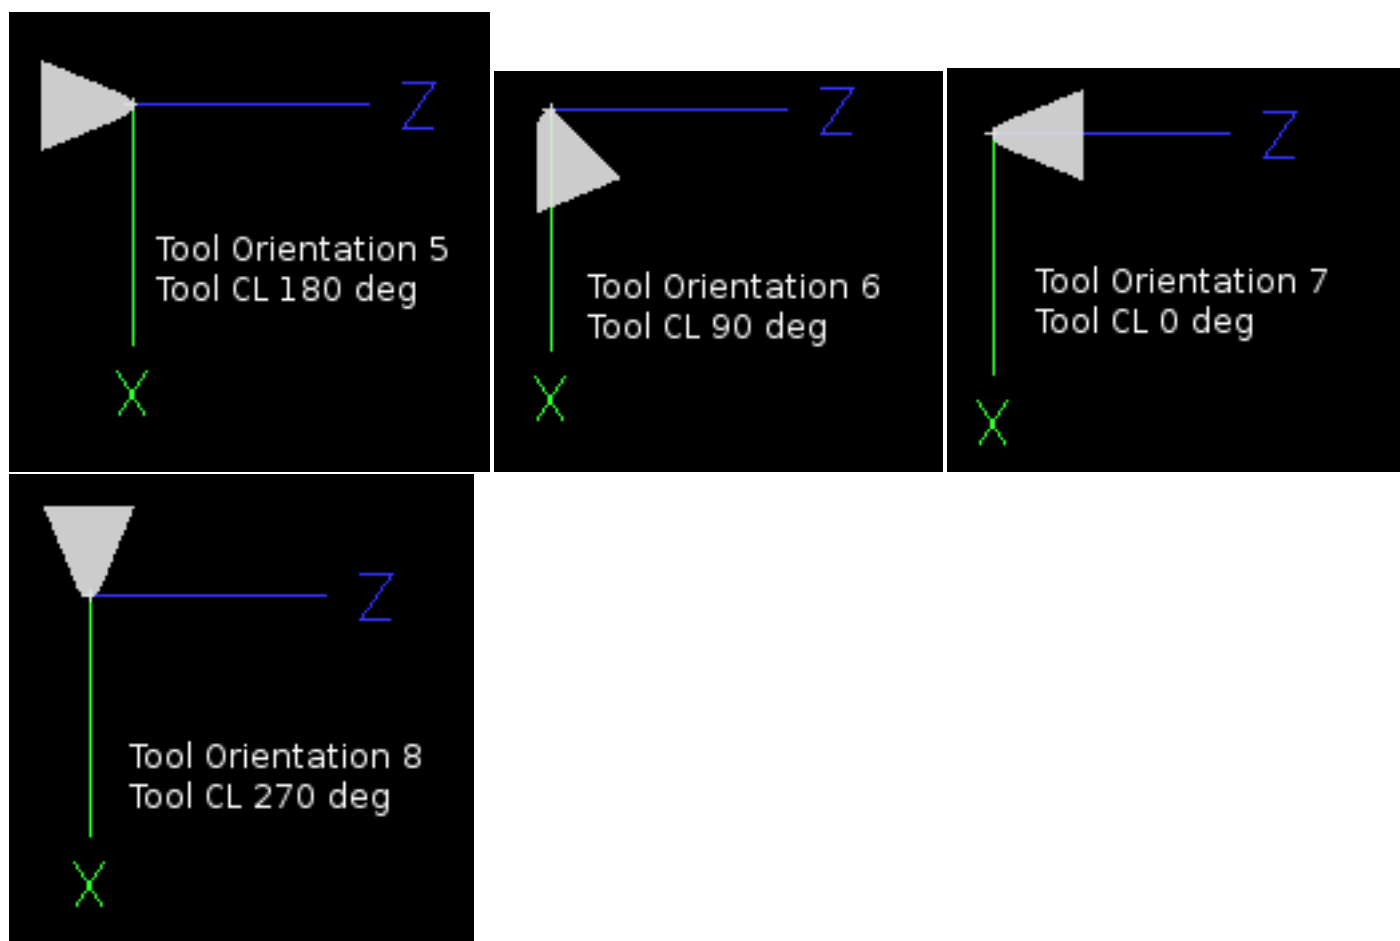 Z
Tool Orientation 5
Tool CL 180 deg
X
Z
Tool Orientation 6
Tool CL 90 deg
X
Z
Tool Orientation 7
Tool CL 0 deg
X
Z
Tool Orientation 8
Tool CL 270 deg
X